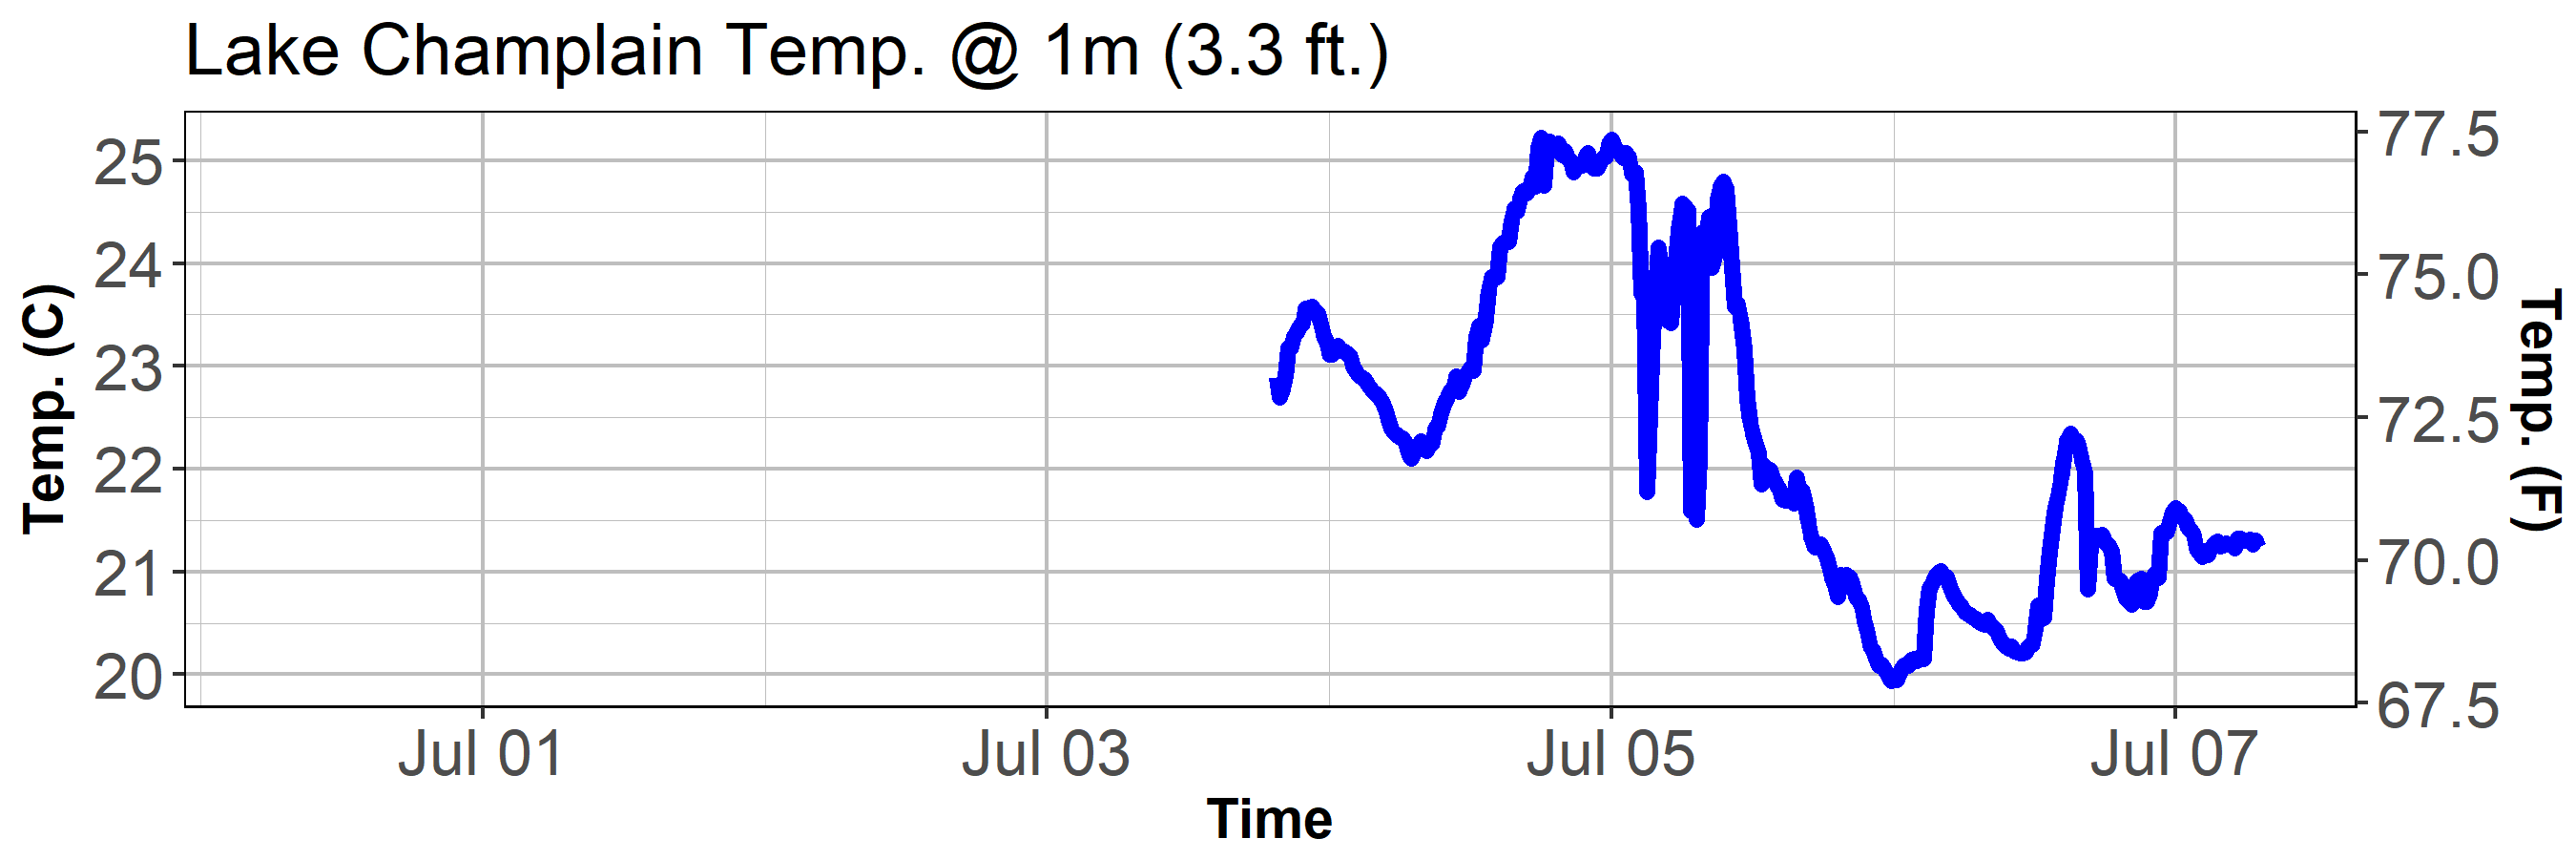 Lake Champlain Temp. @ 1m (3.3 ft.)
Temp. (C)
25
24
23
22
21
20
77.5
75.0
72.5
70.0
67.5
Temp. (F)
Jul 01 Jul 03 Jul 05 Jul 07
Time